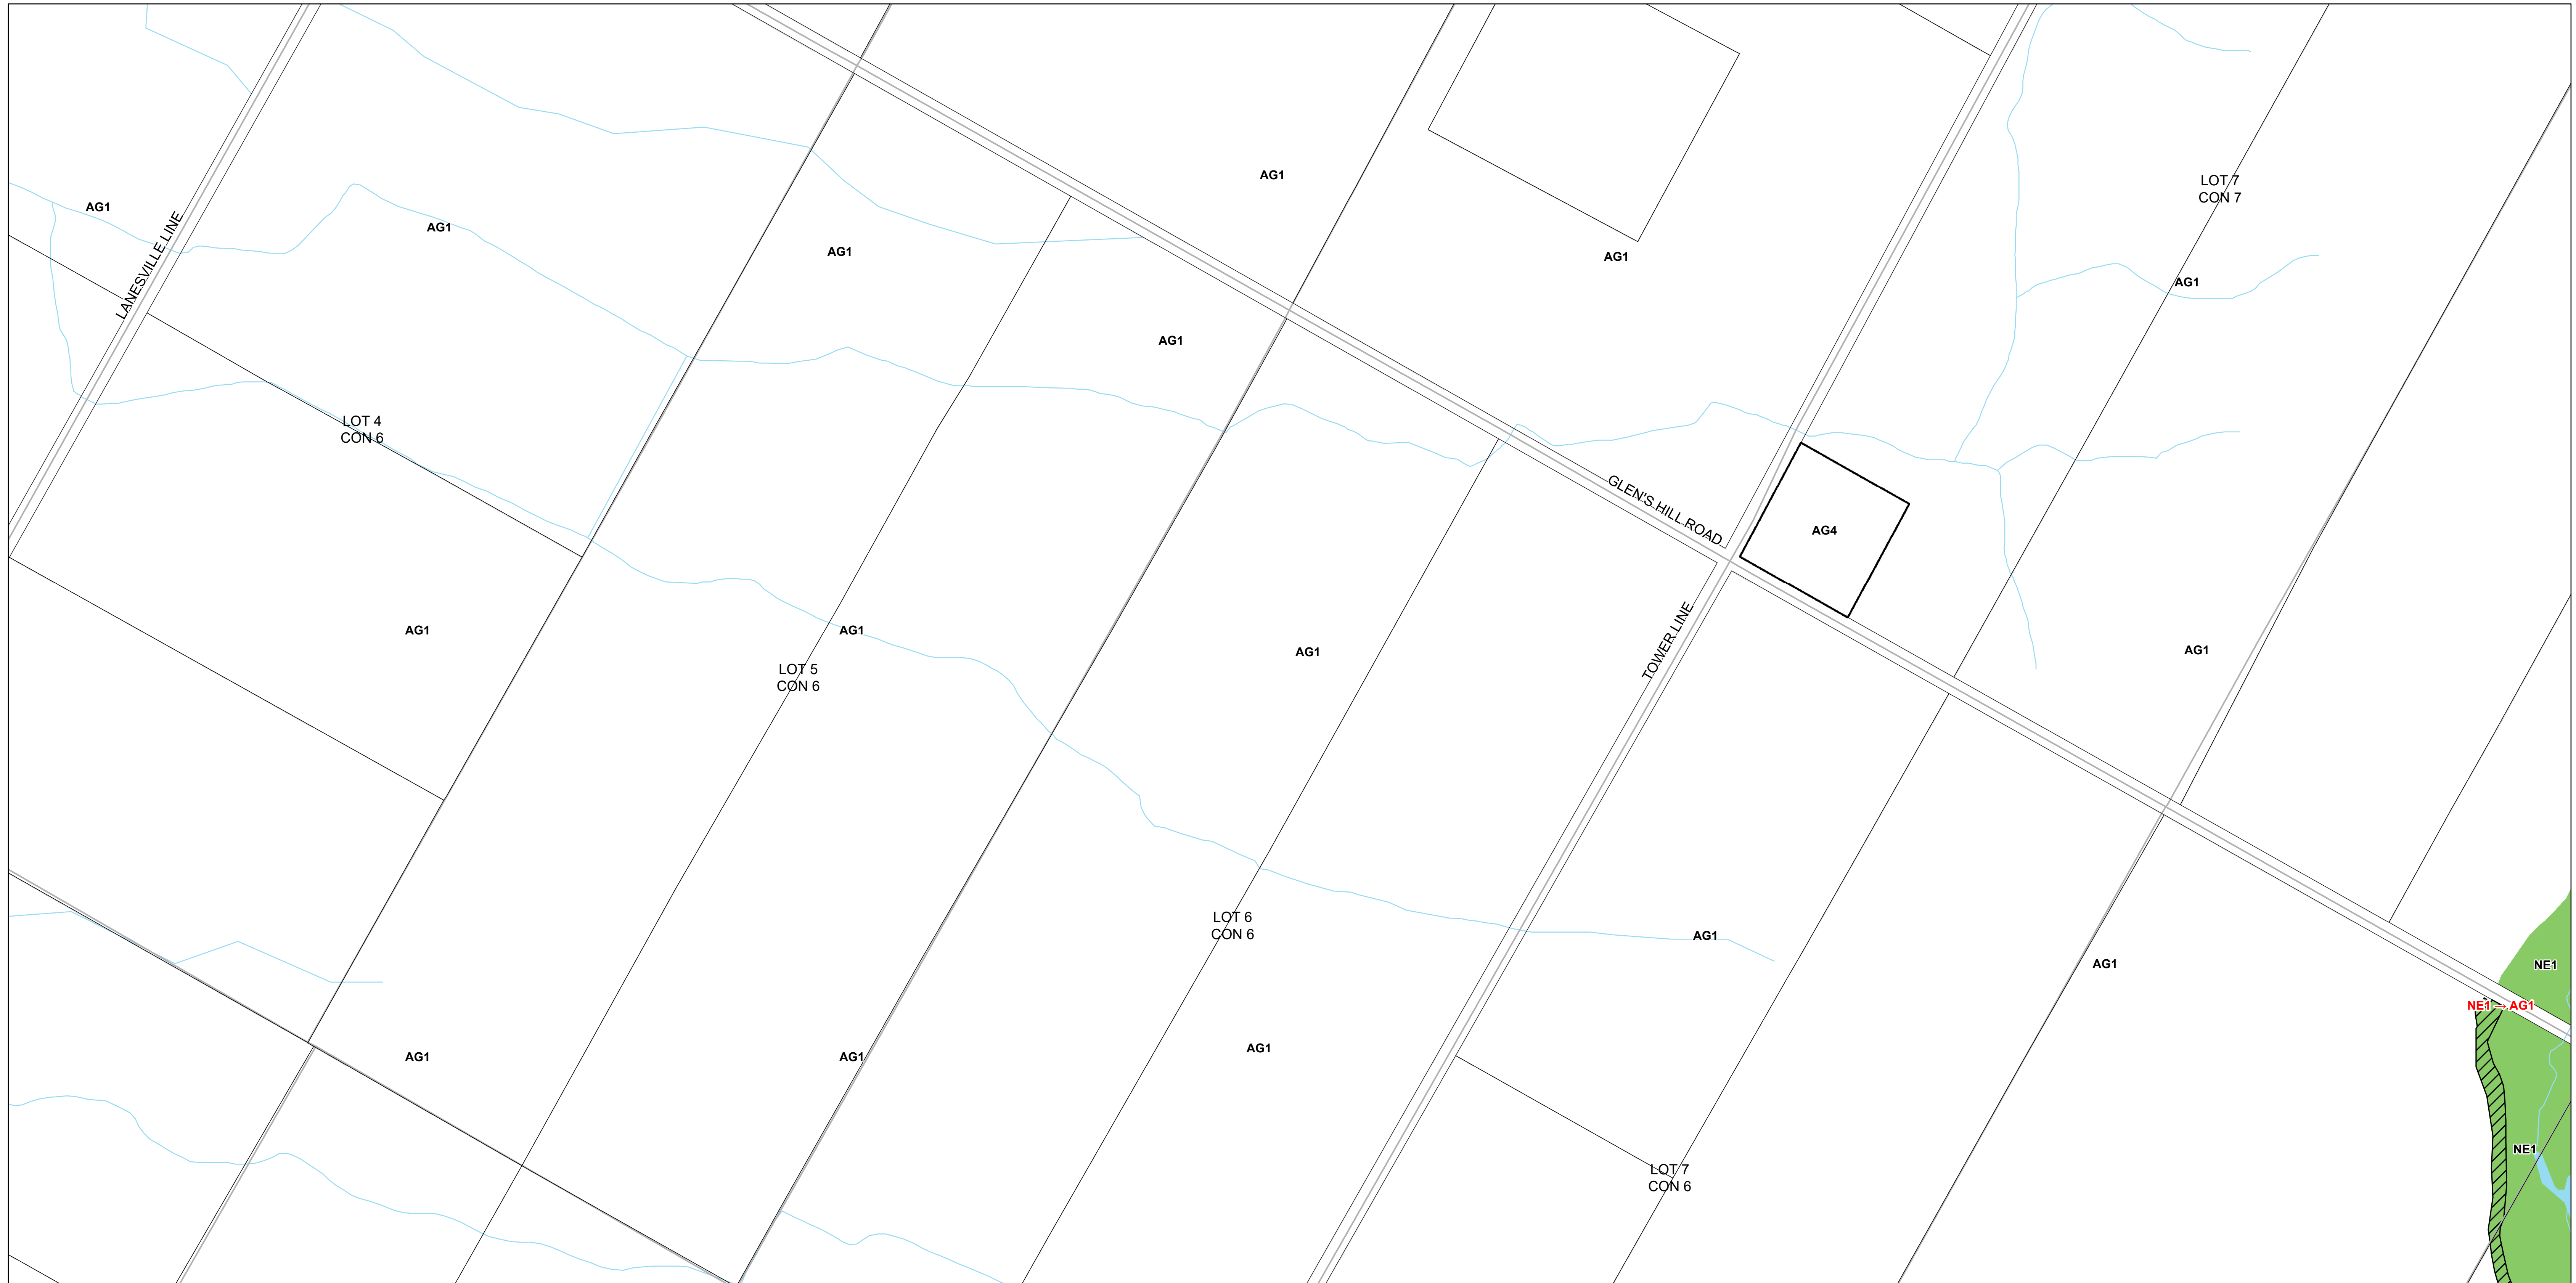 AG1
LOT 7
CON 7
AG1
LANESVILLE LINE
AG1
AG1
AG1
AG1
AG1
LOT 4
CON 6
GLEN'S HILL ROAD
AG4
AG1
AG1
AG1
TOWER LINE
AG1
LOT 5
CON 6
LOT 6
CON 6
AG1
AG1
NE1
NE1 → AG1
AG1
AG1
AG1
NE1
LOT 7
CON 6